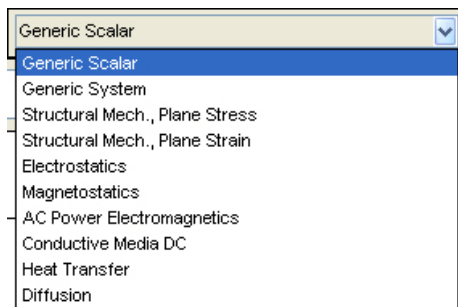 Generic Scalar
Generic Scalar
Generic System
Structural Mech., Plane Stress
Structural Mech., Plane Strain
Electrostatics
Magnetostatics
AC Power Electromagnetics
Conductive Media DC
Heat Transfer
Diffusion